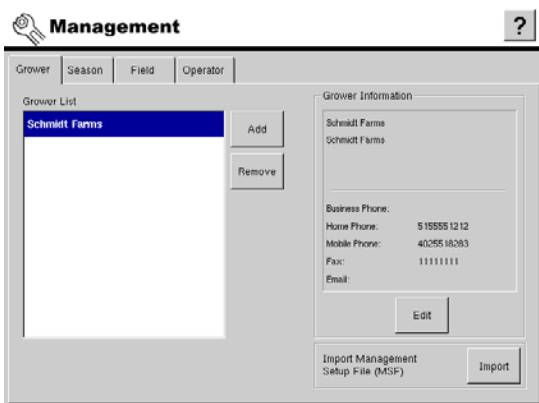 Management
?
Grower Season Field Operator
Grower List
Schmidt Farms
Add
Remove
Grower Information
Schmidt Farms
Schmidt Farms
Business Phone:
Home Phone: 5155551212
Mobile Phone: 4025518283
Fax: 11111111
Email:
Edit
Import Management
Setup File (MSF)
Import